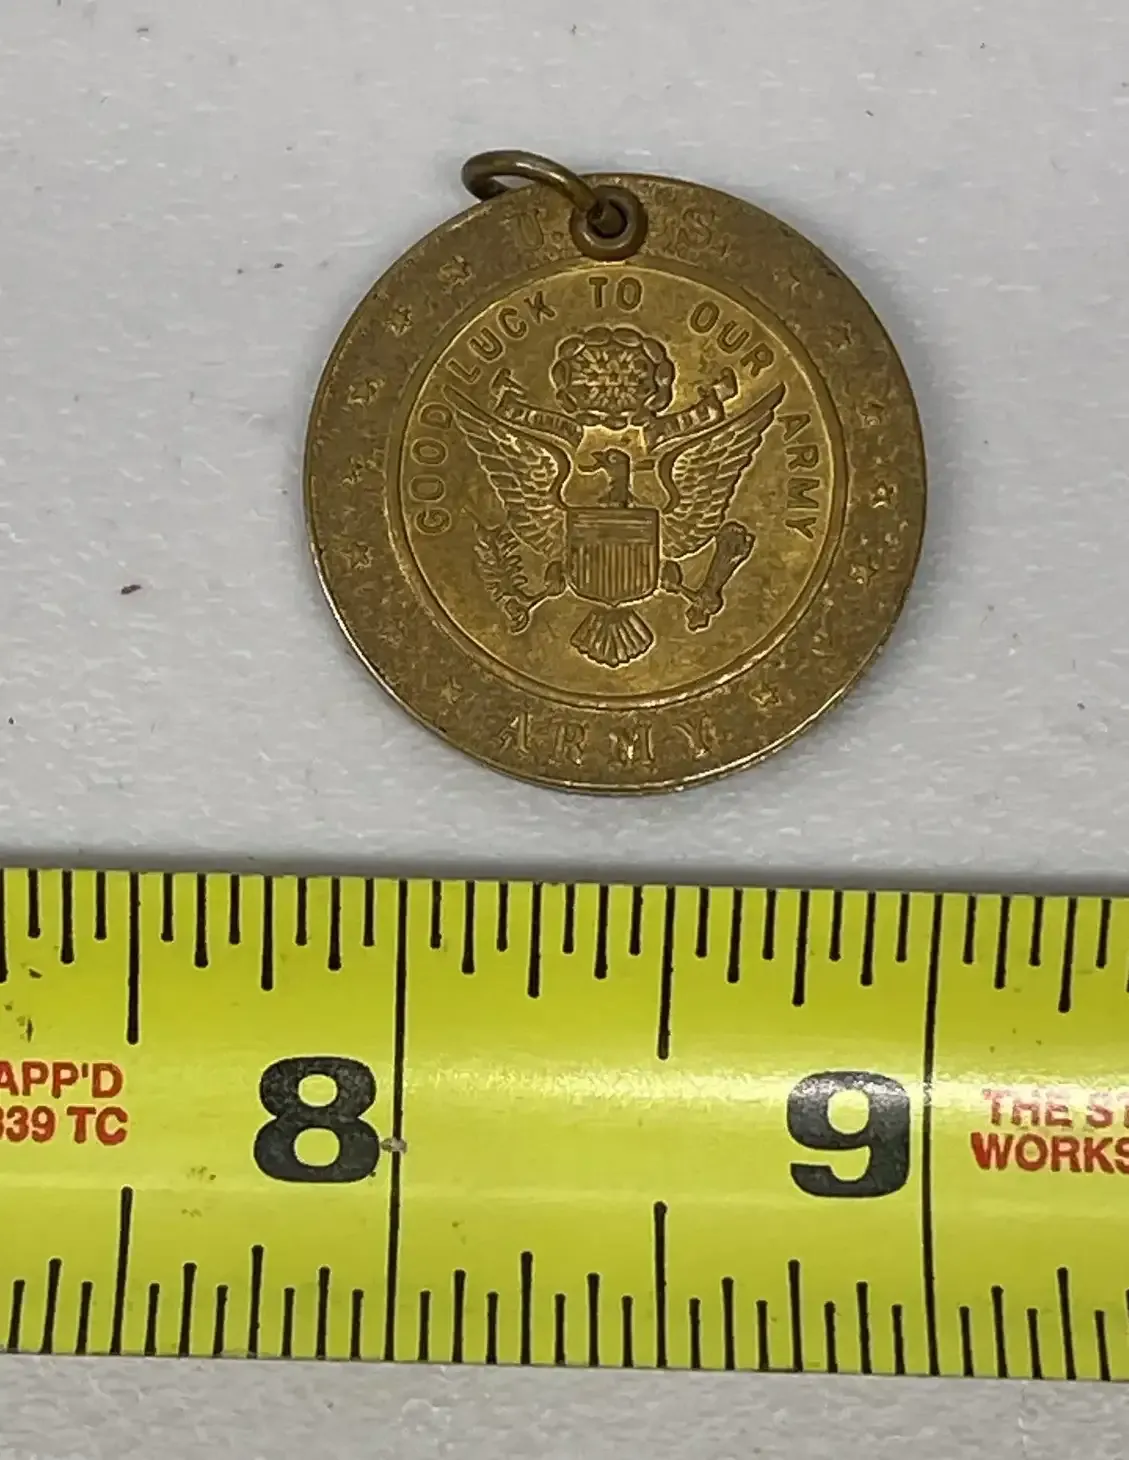 U. S.
GOOD LUCK TO OUR ARMY
ARMY
APP'D
339 TC
8
9
THE ST
WORKS